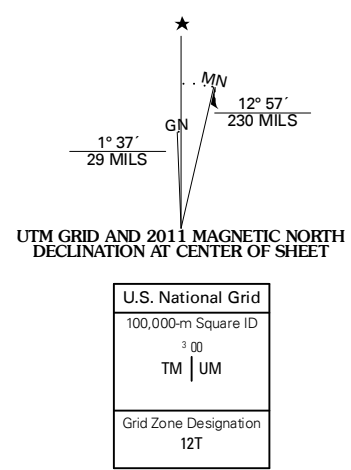 ★
MN
GN
12° 57´
230 MILS
1° 37´
29 MILS
UTM GRID AND 2011 MAGNETIC NORTH
DECLINATION AT CENTER OF SHEET
U.S. National Grid
100,000-m Square ID
3 00
TM | UM
Grid Zone Designation
12T